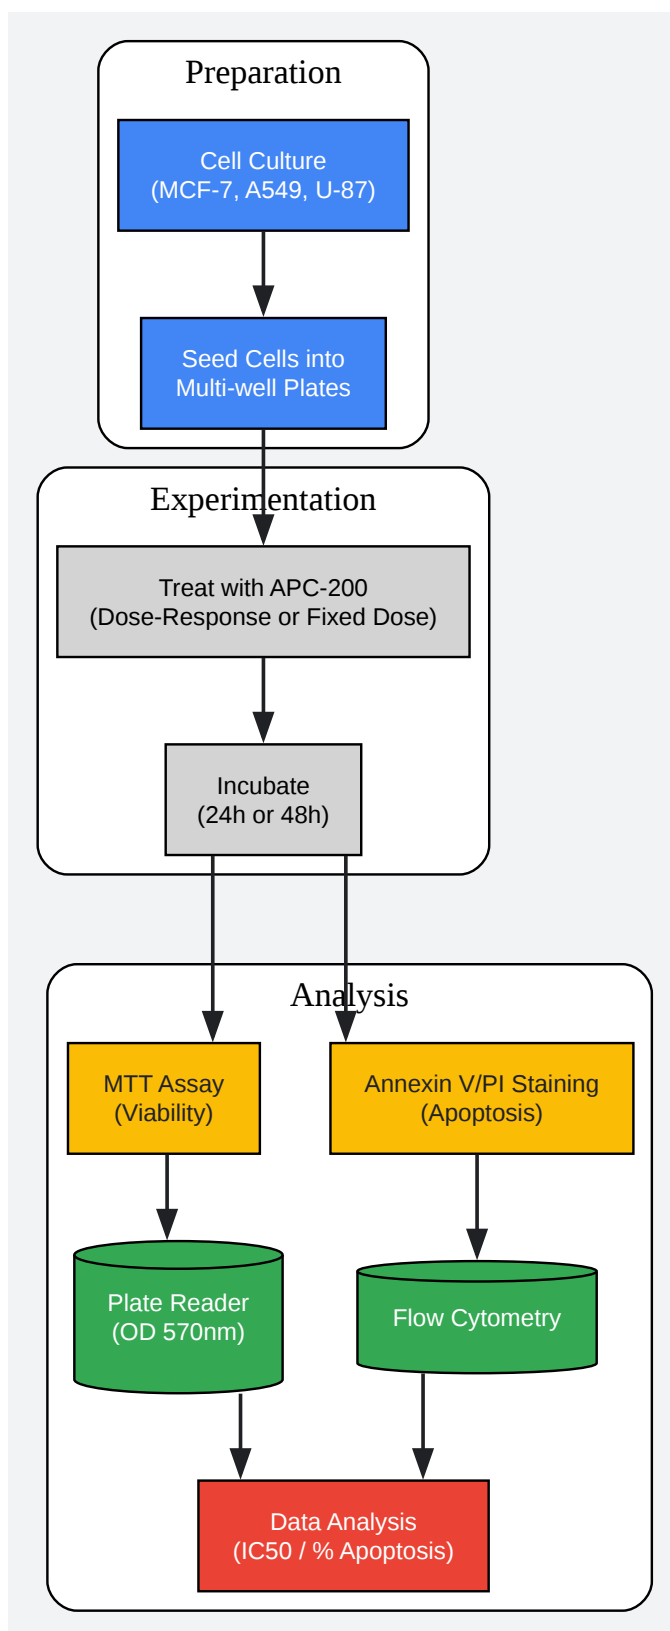 Preparation
Cell Culture
(MCF-7, A549, U-87)
Seed Cells into
Multi-well Plates
Experimentation
Treat with APC-200
(Dose-Response or Fixed Dose)
Incubate
(24h or 48h)
Analysis
MTT Assay
(Viability)
Annexin V/PI Staining
(Apoptosis)
Plate Reader
(OD 570nm)
Flow Cytometry
Data Analysis
(IC50 / % Apoptosis)